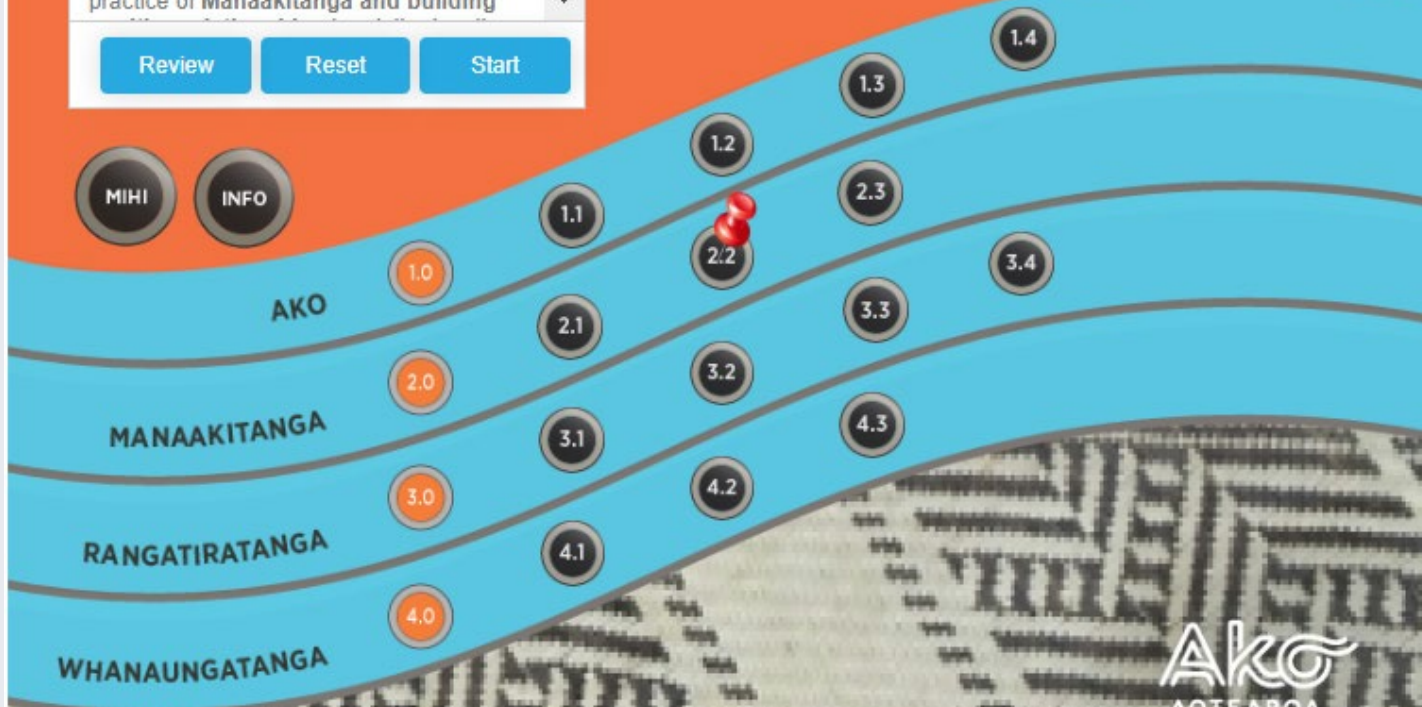 practice of Manaakitanga and building
Review Reset Start
MIHI INFO
1.0 1.1 1.2 1.3 1.4
AKO
2.0 2.1 2.2 2.3
MANAAKITANGA
3.0 3.1 3.2 3.3 3.4
RANGATIRATANGA
4.0 4.1 4.2 4.3
WHANAUNGATANGA
Ako
AOTEAROA